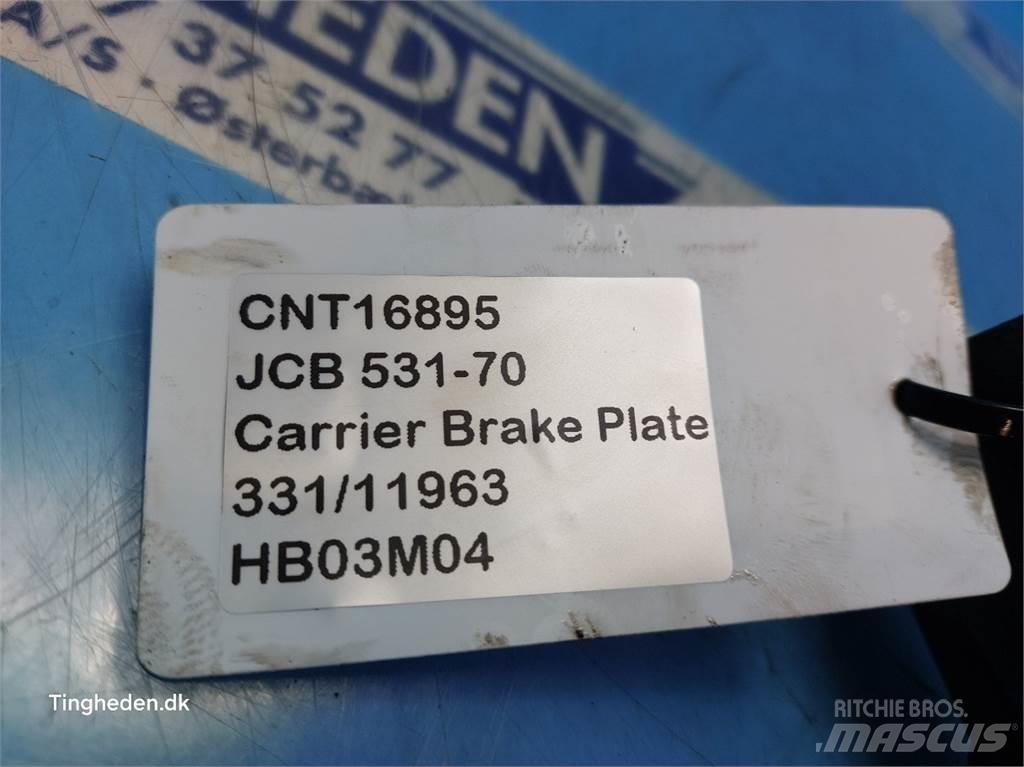 EDEN
A/S · Østerbæk
37 52 77
CNT16895
JCB 531-70
Carrier Brake Plate
331/11963
HB03M04
Tingheden.dk
RITCHIE BROS.
MASCUS